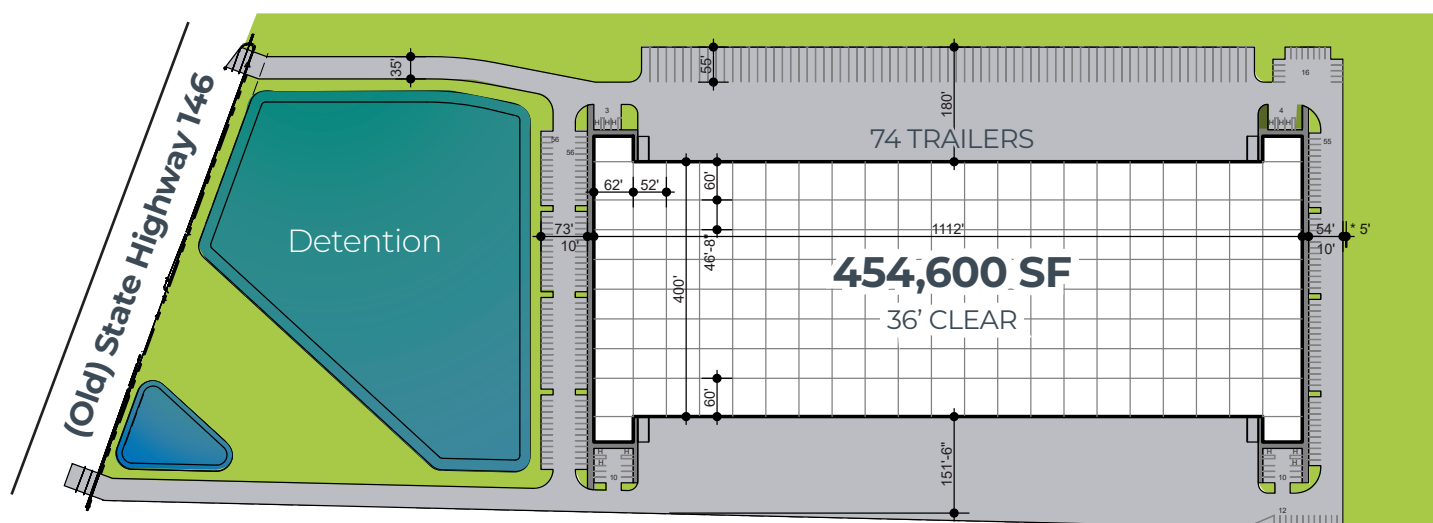 (Old) State Highway 146
35'
55'
180'
16
3
H H H
4
H H H
74 TRAILERS
56
56
55
62'
52'
60'
73'
10'
1112'
54'
* 5'
10'
46'-8"
Detention
454,600 SF
400'
36' CLEAR
60'
H
H
H
10
151'-6"
H
H
H
10
12